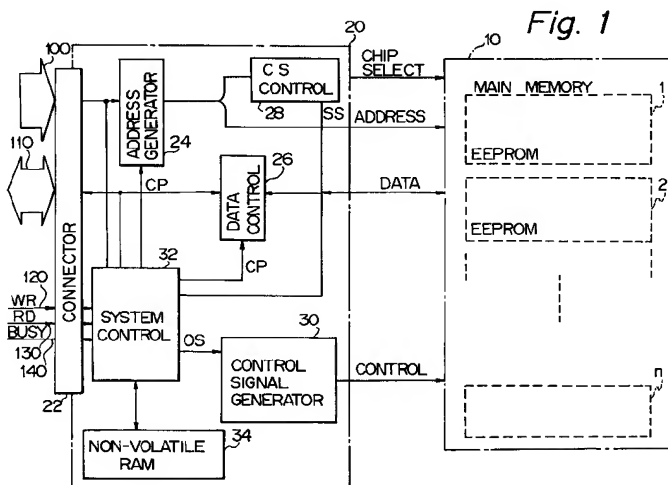 Fig. 1
100
20
10
CHIP
SELECT
C S
CONTROL
28
SS
ADDRESS
MAIN MEMORY
1
EEPROM
ADDRESS GENERATOR
24
110
26
CP
DATA CONTROL
DATA
2
EEPROM
CONNECTOR
32
CP
120
WR
RD
BUSY
130
140
SYSTEM
CONTROL
OS
30
CONTROL
SIGNAL
GENERATOR
CONTROL
n
22
34
NON-VOLATILE
RAM